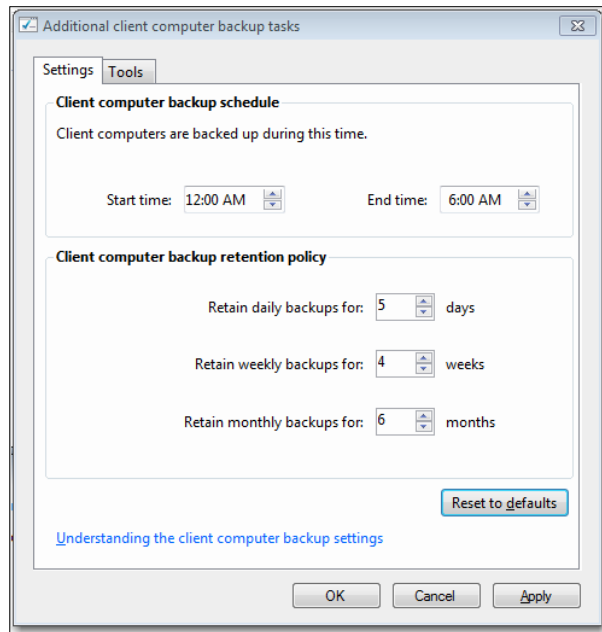 Additional client computer backup tasks
Settings Tools
Client computer backup schedule
Client computers are backed up during this time.
Start time: 12:00 AM End time: 6:00 AM
Client computer backup retention policy
Retain daily backups for: 5 days
Retain weekly backups for: 4 weeks
Retain monthly backups for: 6 months
Reset to defaults
Understanding the client computer backup settings
OK Cancel Apply